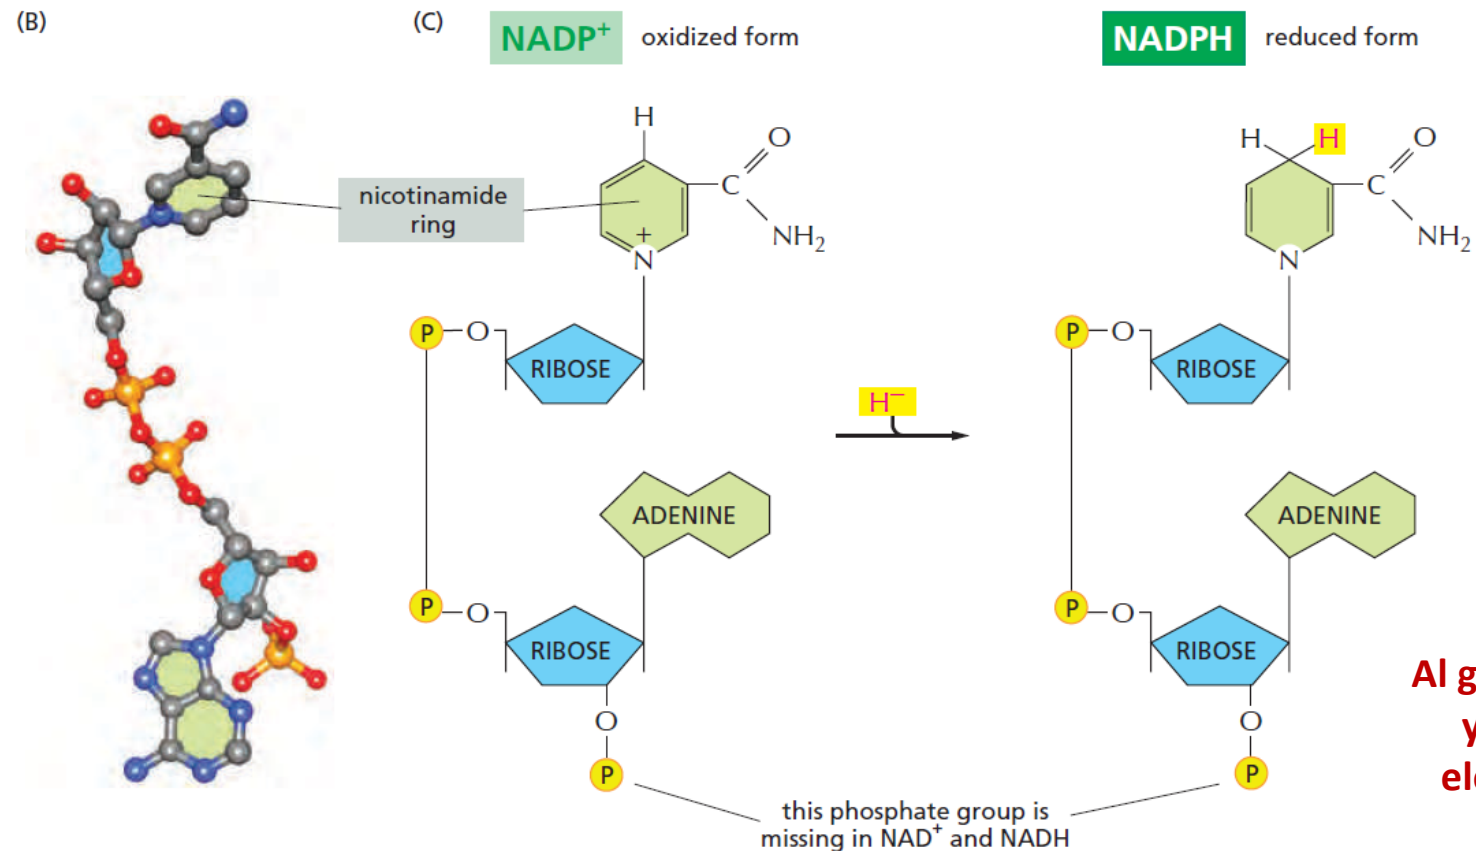 (B)
(C)
NADP+ oxidized form
NADPH reduced form
nicotinamide
ring
H
O
C
NH2
+
N
P
O
RIBOSE
ADENINE
P
O
RIBOSE
O
P
H−
H
H
O
C
NH2
N
P
O
RIBOSE
ADENINE
P
O
RIBOSE
O
P
this phosphate group is
missing in NAD+ and NADH
Al